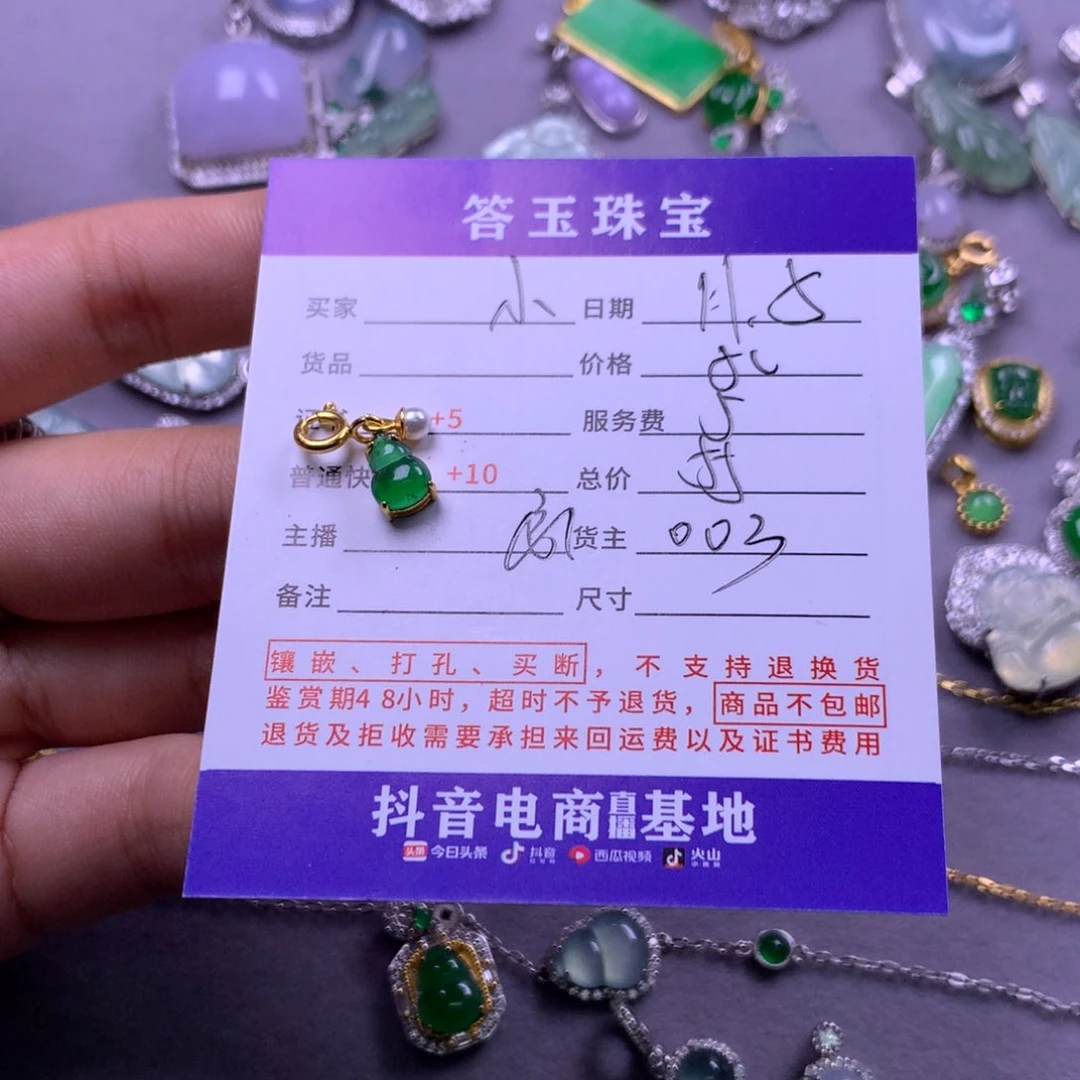 答玉珠宝
买家 小 日期 11.5
货品 价格
+5 服务费
普通快 +10 总价
主播 货主 003
备注 尺寸
镶嵌、打孔、买断，不支持退换货
鉴赏期48小时，超时不予退货，商品不包邮
退货及拒收需要承担来回运费以及证书费用
抖音电商直播基地
头条 今日头条 抖音 西瓜视频 火山